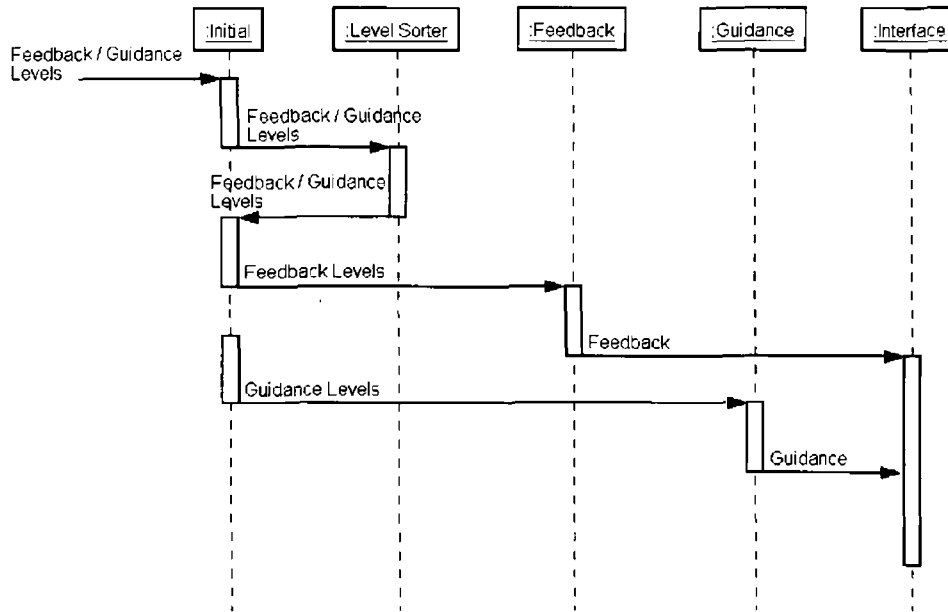 :Initial
:Level Sorter
:Feedback
:Guidance
:Interface
Feedback / Guidance
Levels
Feedback / Guidance
Levels
Feedback / Guidance
Levels
Feedback Levels
Feedback
Guidance Levels
Guidance